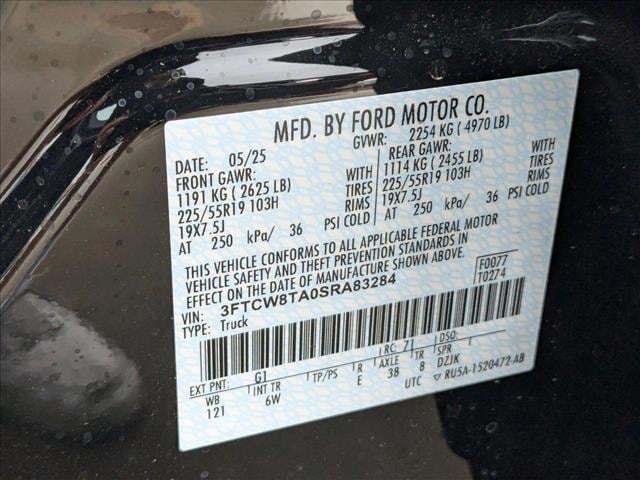 MFD. BY FORD MOTOR CO.
DATE: 05/25 GVWR: 2254 KG ( 4970 LB)
FRONT GAWR: REAR GAWR: WITH
1191 KG ( 2625 LB) WITH 1114 KG ( 2455 LB) TIRES
225/55R19 103H TIRES 225/55R19 103H RIMS
19X7.5J RIMS 19X7.5J
AT 250 kPa/ 36 PSI COLD AT 250 kPa/ 36 PSI COLD
THIS VEHICLE CONFORMS TO ALL APPLICABLE FEDERAL MOTOR
VEHICLE SAFETY AND THEFT PREVENTION STANDARDS IN
EFFECT ON THE DATE OF MANUFACTURE SHOWN ABOVE.
VIN: 3FTCW8TA0SRA83284 F0077
TYPE: Truck T0274
EXT PNT: G1 RC: 71 DSO:
WB INT TR TP/PS R AXLE TR SPR
121 6W E 38 8 DZJK
UTC ▽ RU5A-1520472-AB